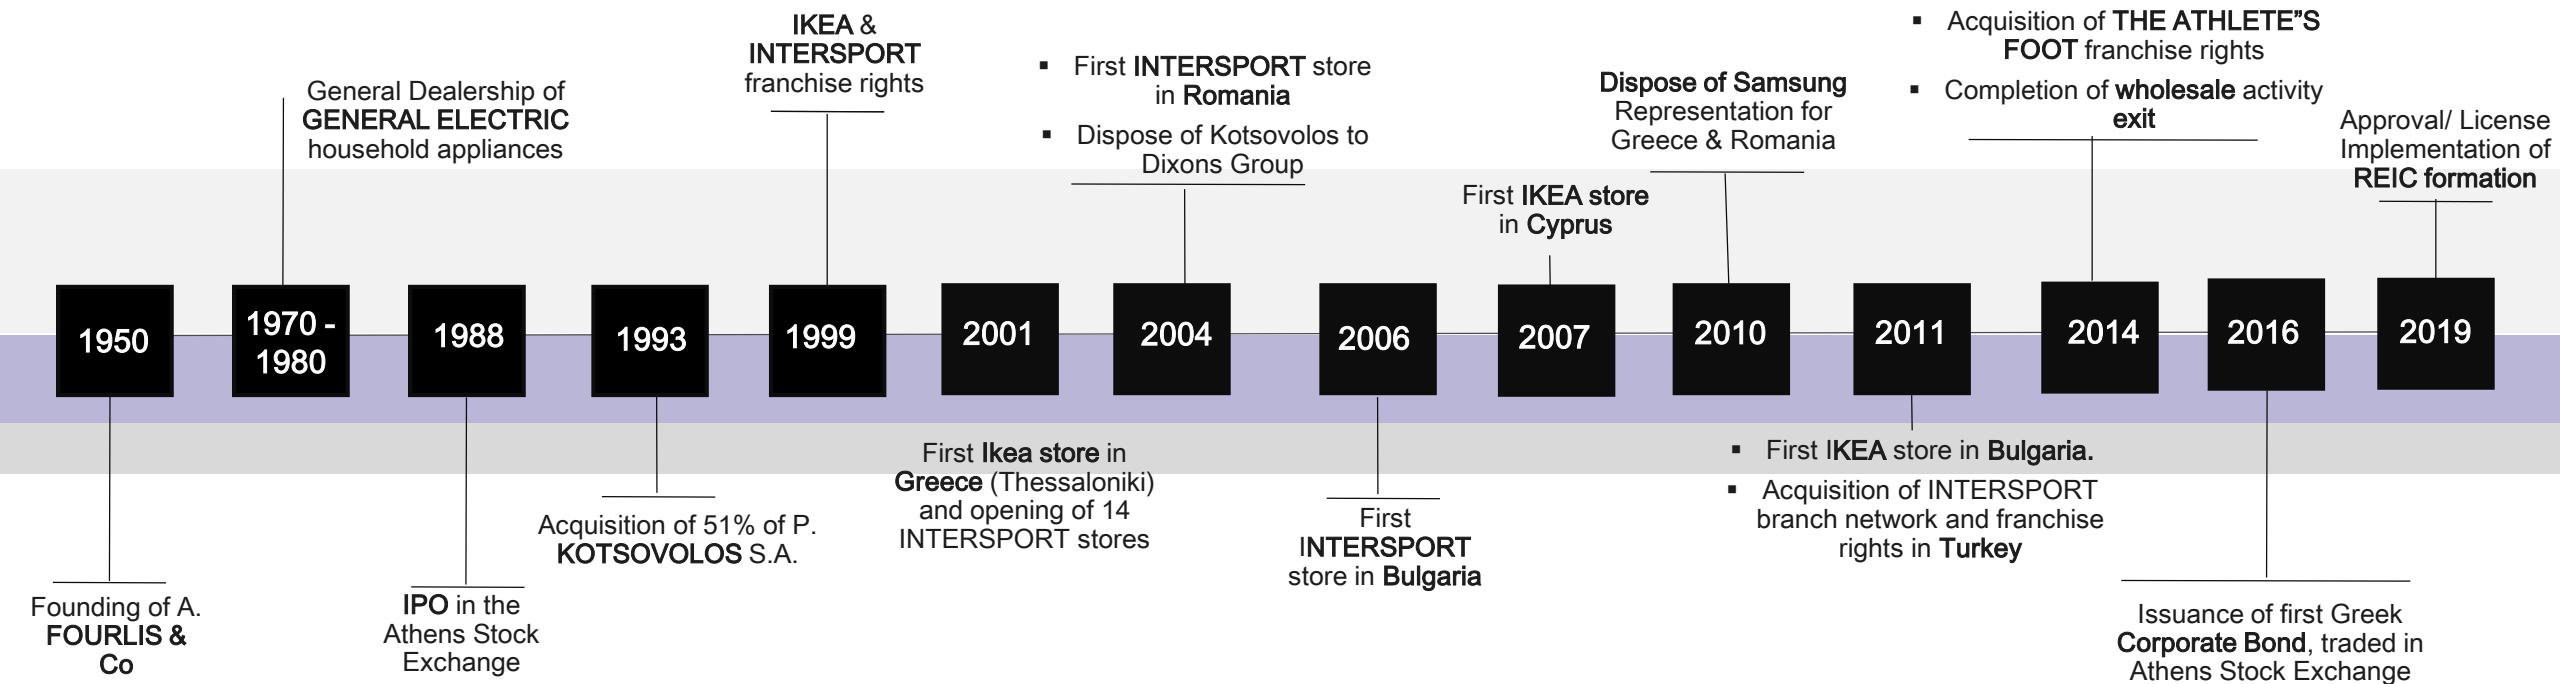 IKEA &
INTERSPORT
franchise rights
General Dealership of
GENERAL ELECTRIC
household appliances
▪ First INTERSPORT store
in Romania
▪ Dispose of Kotsovolos to
Dixons Group
First IKEA store
in Cyprus
Dispose of Samsung
Representation for
Greece & Romania
▪ Acquisition of THE ATHLETE”S
FOOT franchise rights
▪ Completion of wholesale activity
exit
Approval/ License
Implementation of
REIC formation
1950
1970 -
1980
1988
1993
1999
2001
2004
2006
2007
2010
2011
2014
2016
2019
Founding of A.
FOURLIS &
Co
IPO in the
Athens Stock
Exchange
Acquisition of 51% of P.
KOTSOVOLOS S.A.
First Ikea store in
Greece (Thessaloniki)
and opening of 14
INTERSPORT stores
First
INTERSPORT
store in Bulgaria
▪ First IKEA store in Bulgaria.
▪ Acquisition of INTERSPORT
branch network and franchise
rights in Turkey
Issuance of first Greek
Corporate Bond, traded in
Athens Stock Exchange